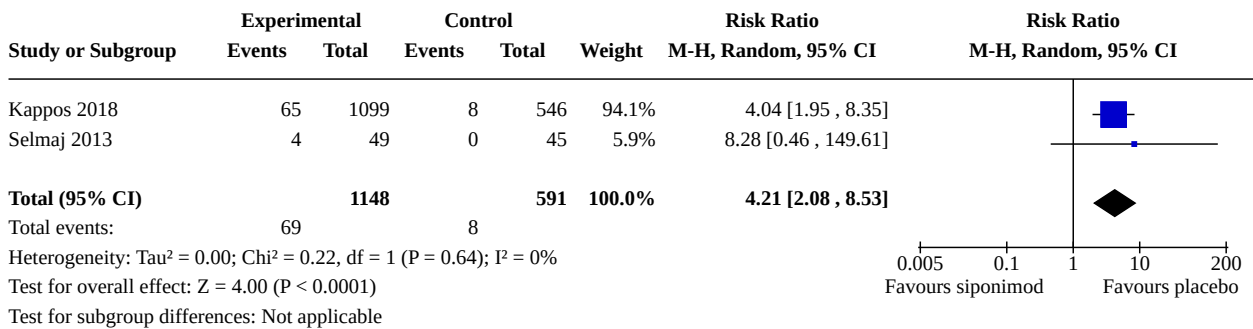 Experimental Control Risk Ratio Risk Ratio
Study or Subgroup Events Total Events Total Weight M-H, Random, 95% CI M-H, Random, 95% CI
Kappos 2018 65 1099 8 546 94.1% 4.04 [1.95 , 8.35]
Selmaj 2013 4 49 0 45 5.9% 8.28 [0.46 , 149.61]
Total (95% CI) 1148 591 100.0% 4.21 [2.08 , 8.53]
Total events: 69 8
Heterogeneity: Tau² = 0.00; Chi² = 0.22, df = 1 (P = 0.64); I² = 0%
0.005 0.1 1 10 200
Test for overall effect: Z = 4.00 (P < 0.0001) Favours siponimod Favours placebo
Test for subgroup differences: Not applicable